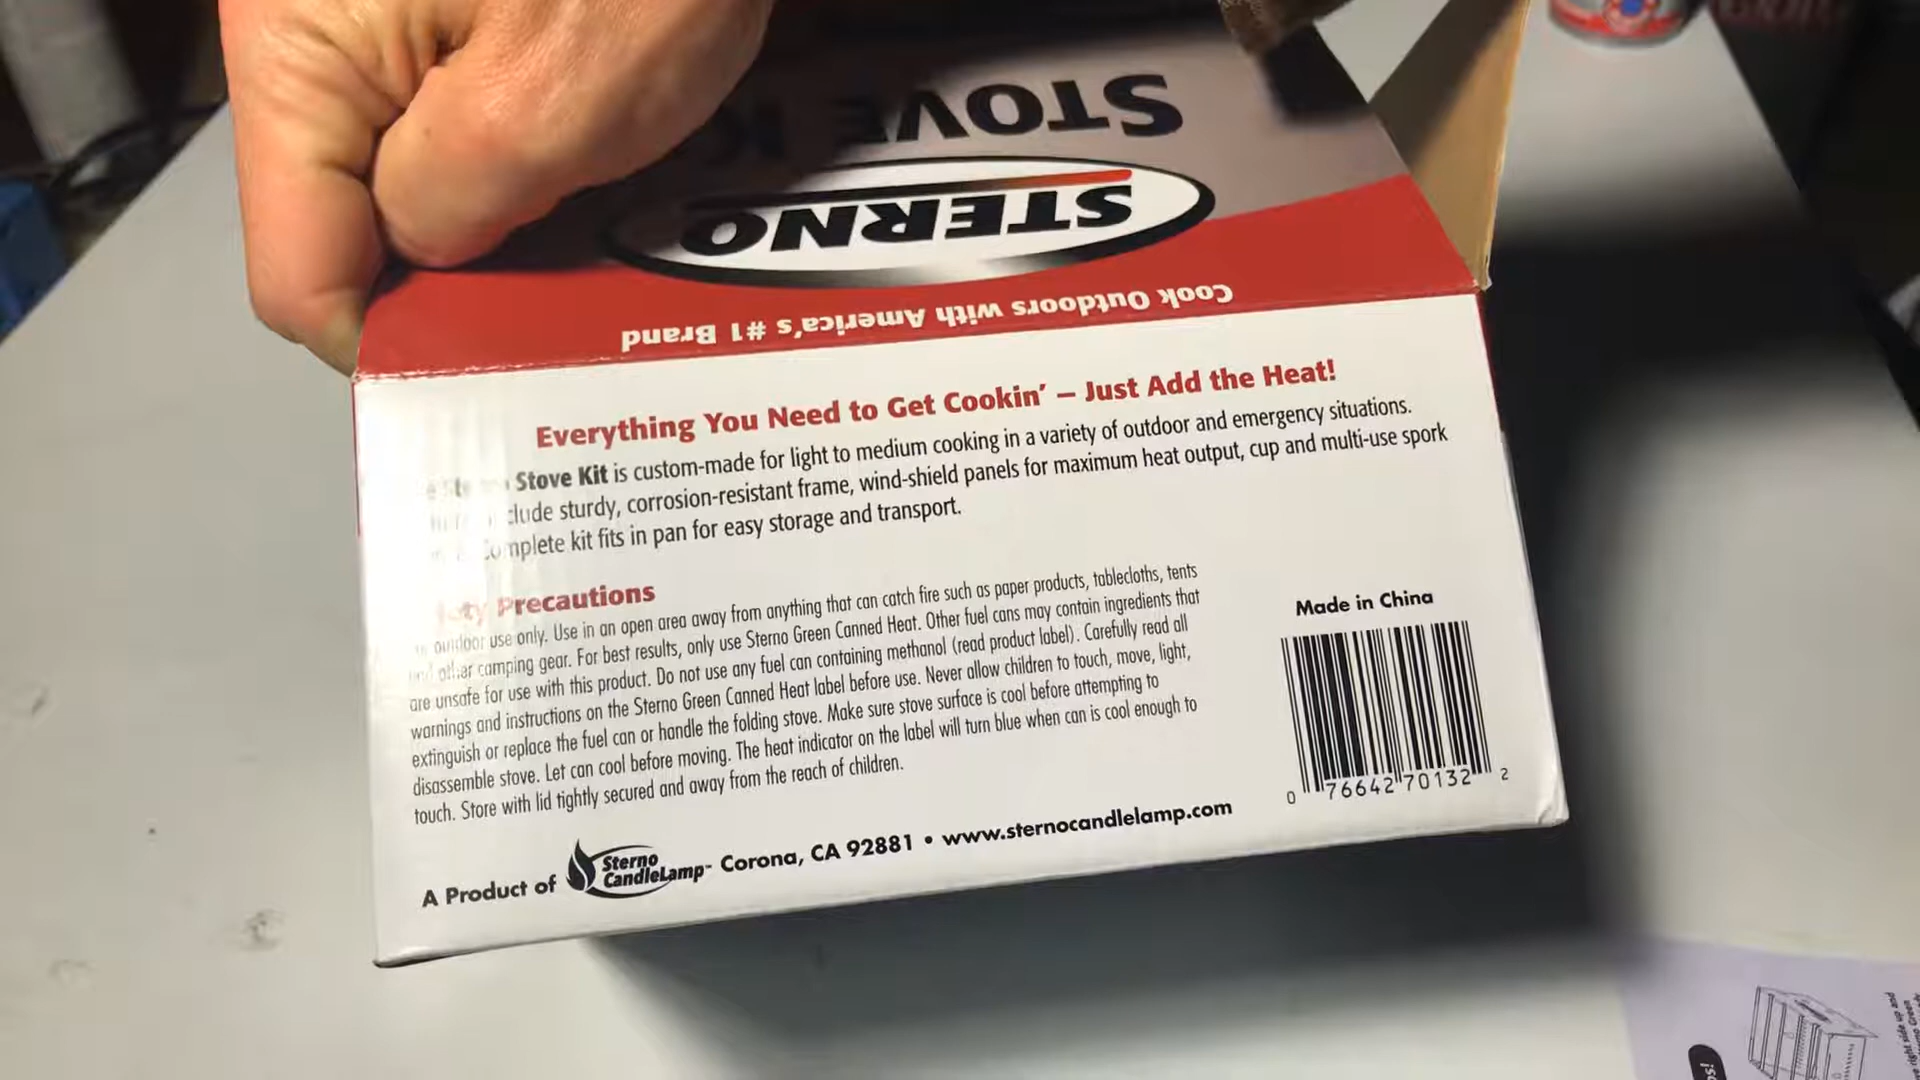 STOVE
STERNO
Cook Outdoors with America's #1 Brand
Everything You Need to Get Cookin' – Just Add the Heat!
Stove Kit is custom-made for light to medium cooking in a variety of outdoor and emergency situations.
sturdy, corrosion-resistant frame, wind-shield panels for maximum heat output, cup and multi-use spork
Complete kit fits in pan for easy storage and transport.
Precautions
outdoor use only. Use in an open area away from anything that can catch fire such as paper products, tablecloths, tents
other camping gear. For best results, only use Sterno Green Canned Heat. Other fuel cans may contain ingredients that
are unsafe for use with this product. Do not use any fuel can containing methanol (read product label). Carefully read all
warnings and instructions on the Sterno Green Canned Heat label before use. Never allow children to touch, move, light,
extinguish or replace the fuel can or handle the folding stove. Make sure stove surface is cool before attempting to
disassemble stove. Let can cool before moving. The heat indicator on the label will turn blue when can is cool enough to
touch. Store with lid tightly secured and away from the reach of children.
Made in China
0 76642 70132 2
A Product of Sterno CandleLamp Corona, CA 92881 • www.sternocandlelamp.com
right side up and